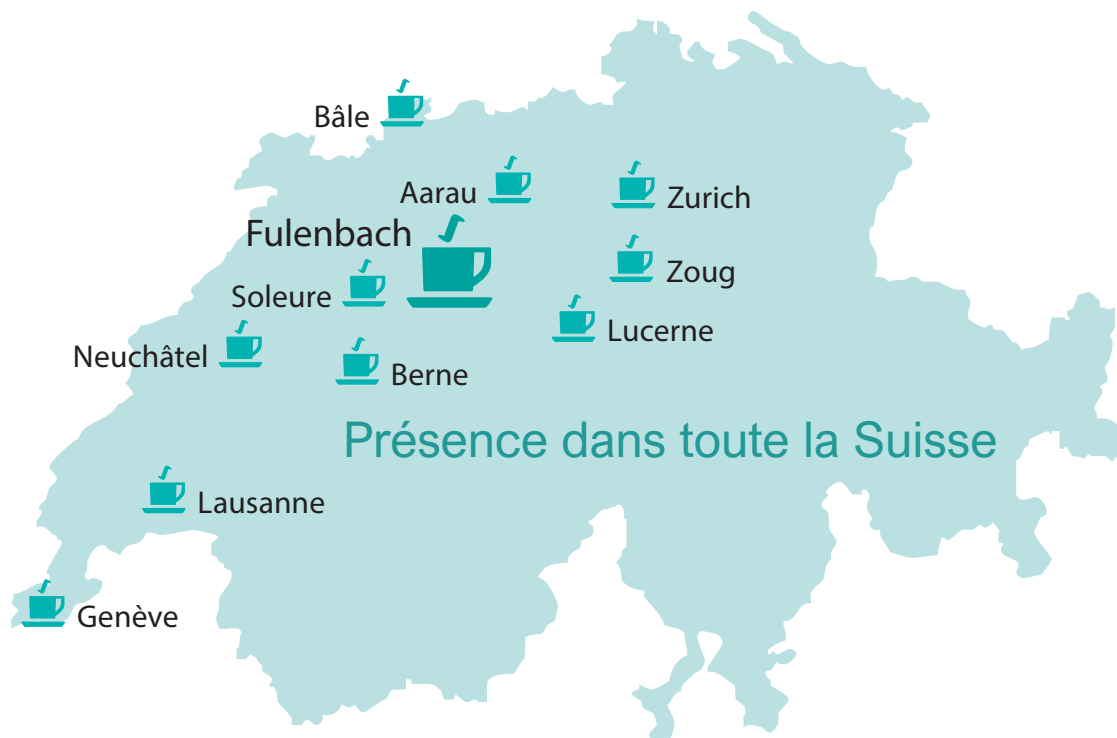 Bâle
Aarau
Zurich
Fulenbach
Zoug
Soleure
Lucerne
Neuchâtel
Berne
Présence dans toute la Suisse
Lausanne
Genève